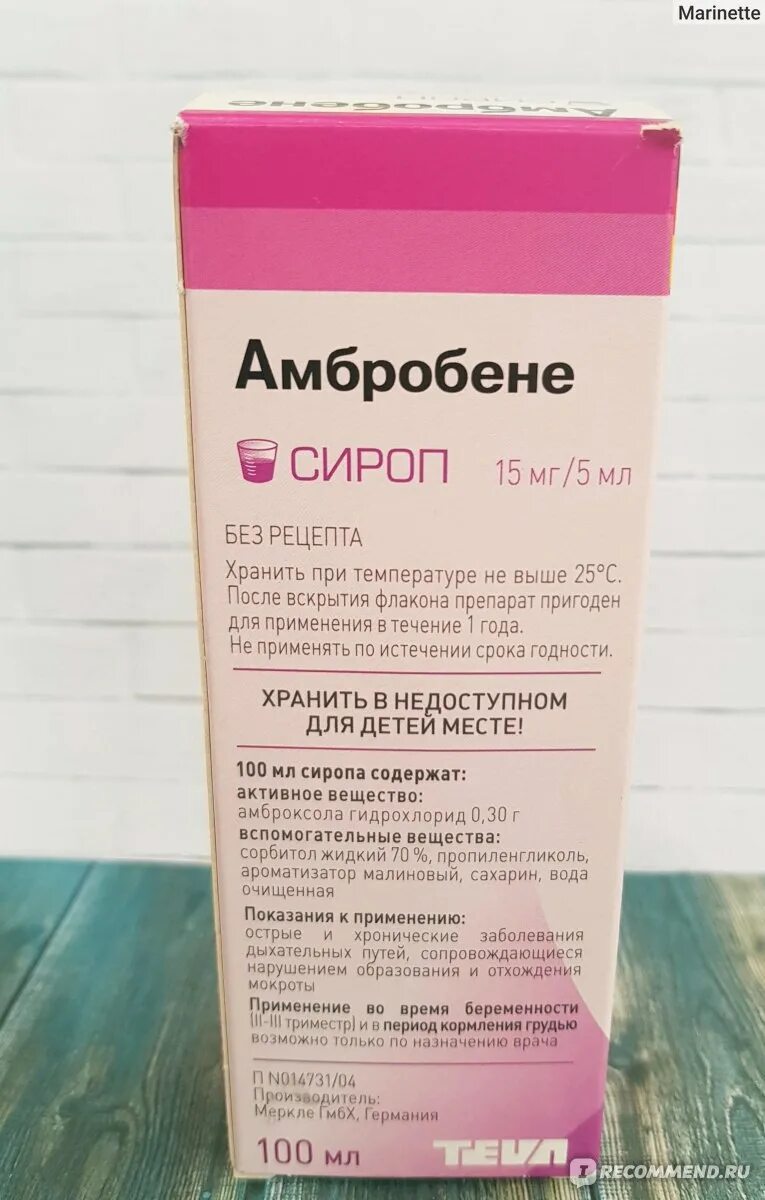 Marinette
Амбробене
Амбробене
СИРОП 15 мг/5 мл
БЕЗ РЕЦЕПТА
Хранить при температуре не выше 25°С.
После вскрытия флакона препарат пригоден
для применения в течение 1 года.
Не применять по истечении срока годности.
ХРАНИТЬ В НЕДОСТУПНОМ
ДЛЯ ДЕТЕЙ МЕСТЕ!
100 мл сиропа содержат:
активное вещество:
амброксола гидрохлорид 0,30 г
вспомогательные вещества:
сорбитол жидкий 70 %, пропиленгликоль,
ароматизатор малиновый, сахарин, вода
очищенная
Показания к применению:
острые и хронические заболевания
дыхательных путей, сопровождающиеся
нарушением образования и отхождения
мокроты
Применение во время беременности
(II-III триместр) и в период кормления грудью
возможно только по назначению врача
П N014731/04
Производитель:
Меркле ГмбХ, Германия
100 мл TEVA
I RECOMMEND.RU